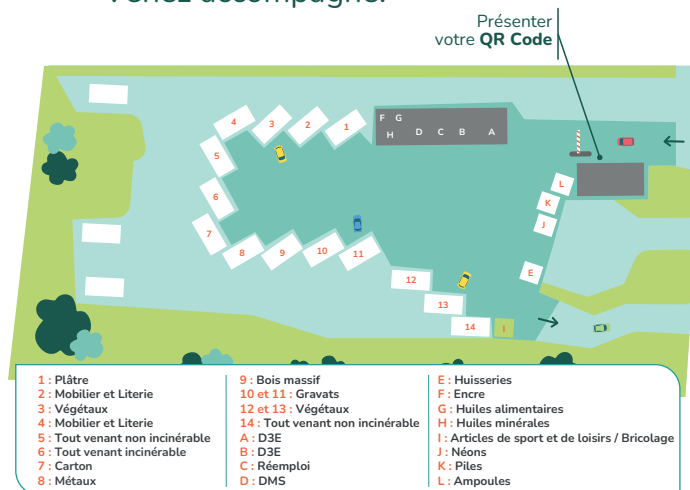 Venez accompagné.
Présenter
votre QR Code
F G
H D C B A
4
3
2
1
5
6
7
8
9
10
11
L
K
J
E
12
13
14
I
1 : Plâtre
2 : Mobilier et Literie
3 : Végétaux
4 : Mobilier et Literie
5 : Tout venant non incinérable
6 : Tout venant incinérable
7 : Carton
8 : Métaux
9 : Bois massif
10 et 11 : Gravats
12 et 13 : Végétaux
14 : Tout venant non incinérable
A : D3E
B : D3E
C : Réemploi
D : DMS
E : Huisseries
F : Encre
G : Huiles alimentaires
H : Huiles minérales
I : Articles de sport et de loisirs / Bricolage
J : Néons
K : Piles
L : Ampoules